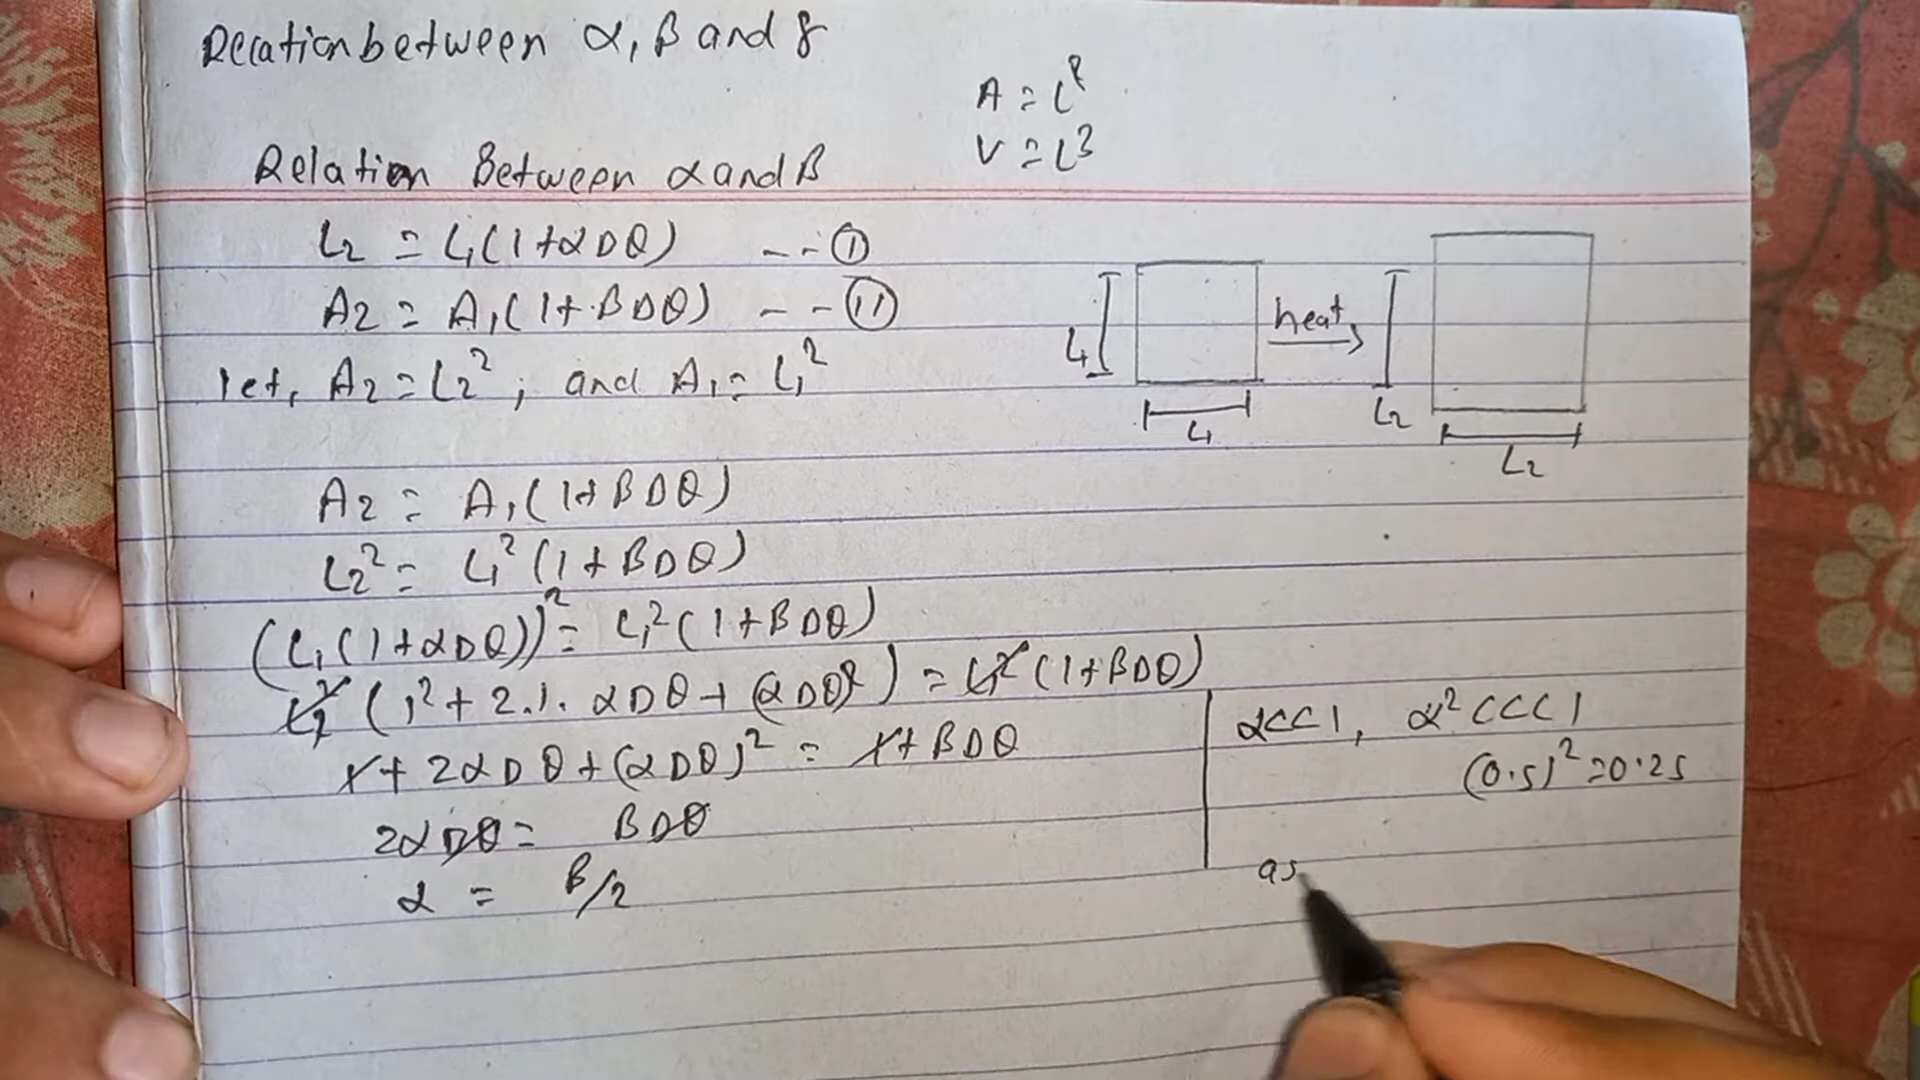 Relation between α, β and γ
A = L²
V = L³
Relation Between α and β
L₂ = L₁(1+αΔθ) --- ①
A₂ = A₁(1+βΔθ) --- ⑪
let, A₂ = L₂² ; and A₁ = L₁²
L₁
heat
L₂
L₁
L₂
A₂ = A₁(1+βΔθ)
L₂² = L₁²(1+βΔθ)
(L₁(1+αΔθ))² = L₁²(1+βΔθ)
L₁²(1²+2.1.αΔθ+(αΔθ)²) = L₁²(1+βΔθ)
1+2αΔθ+(αΔθ)² = 1+βΔθ
2αΔθ = βΔθ
α = β/2
α<<1, α²<<<1
(0.5)²=0.25
as